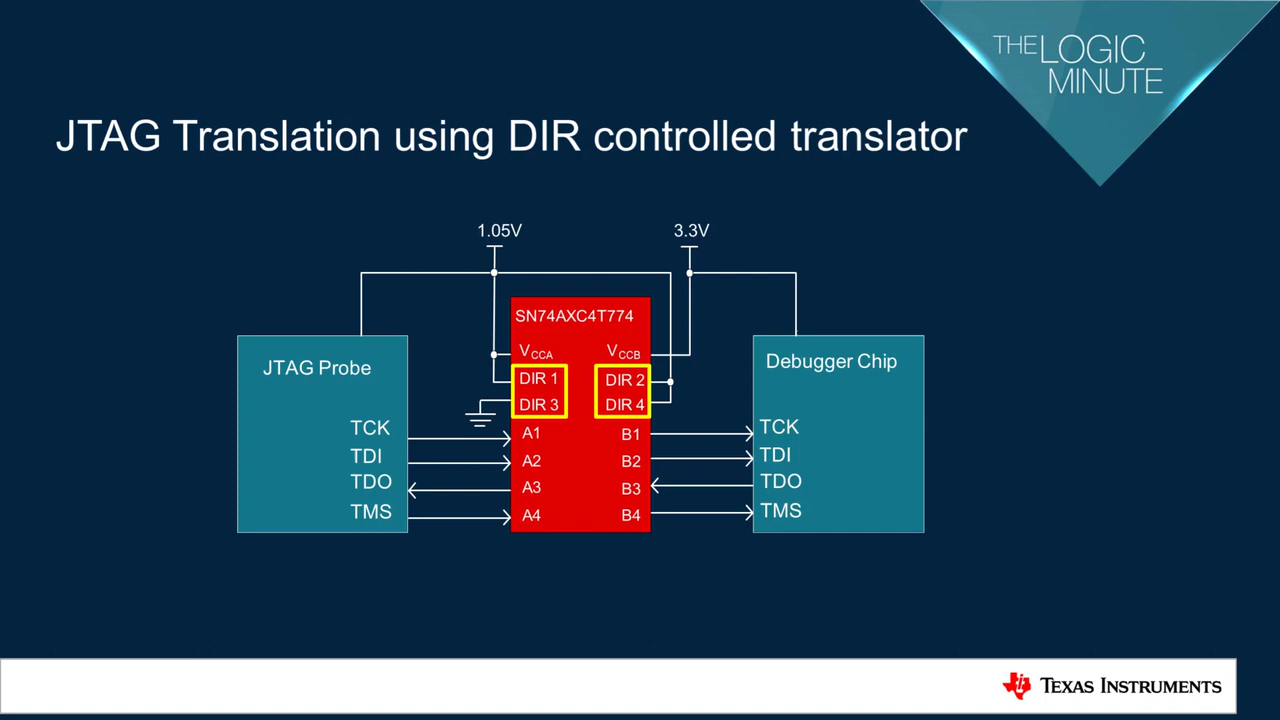 THE LOGIC
MINUTE
JTAG Translation using DIR controlled translator
1.05V
3.3V
SN74AXC4T774
VCCA
VCCB
DIR 1
DIR 2
DIR 3
DIR 4
A1
B1
A2
B2
A3
B3
A4
B4
JTAG Probe
TCK
TDI
TDO
TMS
Debugger Chip
TCK
TDI
TDO
TMS
TEXAS INSTRUMENTS